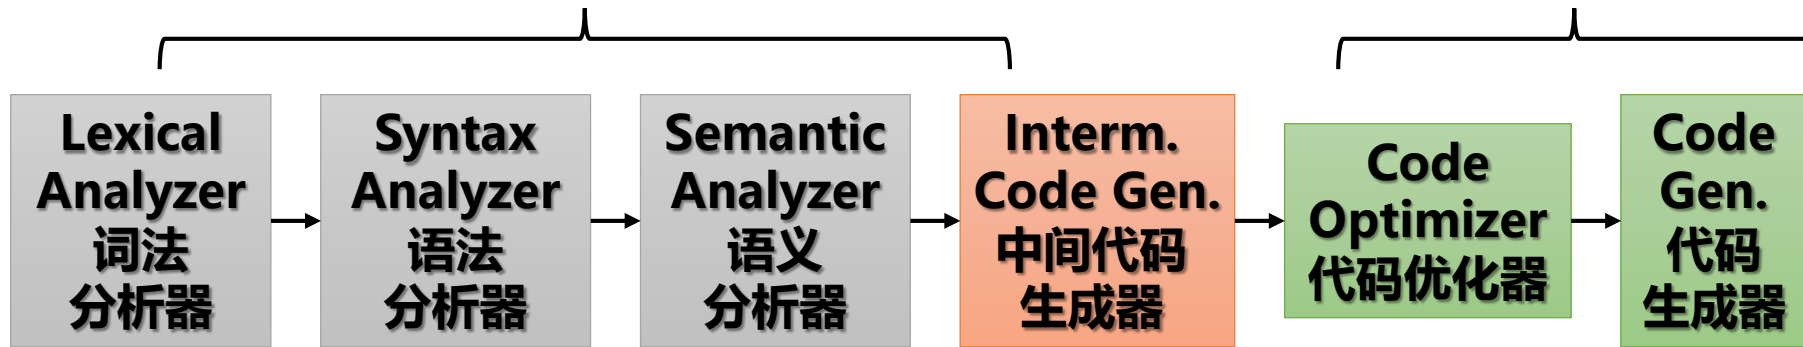 Lexical
Analyzer
词法
分析器
Syntax
Analyzer
语法
分析器
Semantic
Analyzer
语义
分析器
Interm.
Code Gen.
中间代码
生成器
Code
Optimizer
代码优化器
Code
Gen.
代码
生成器